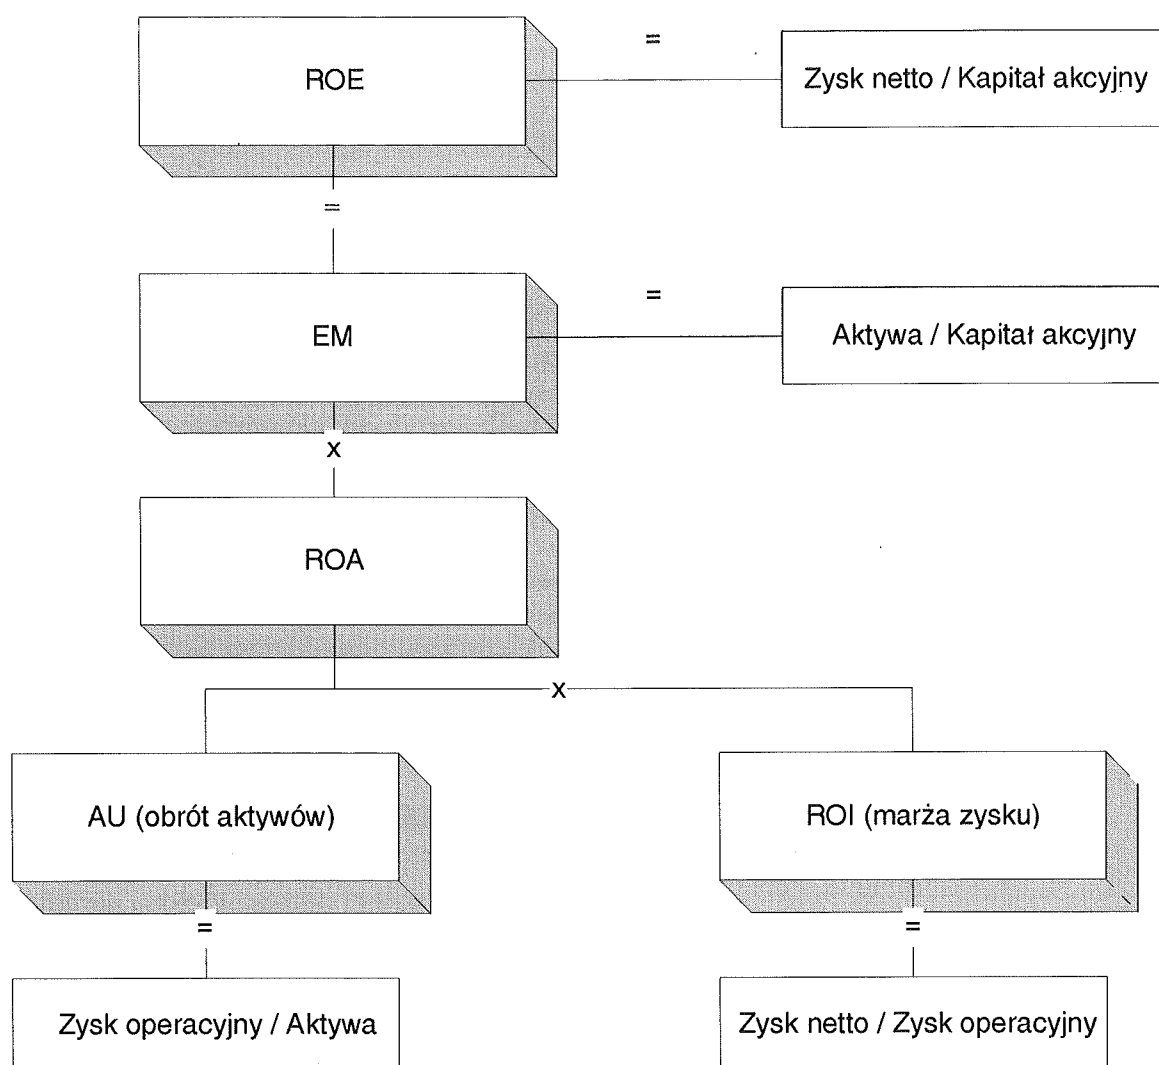 ROE
=
Zysk netto / Kapitał akcyjny
=
EM
=
Aktywa / Kapitał akcyjny
x
ROA
x
AU (obrót aktywów)
ROI (marża zysku)
=
=
Zysk operacyjny / Aktywa
Zysk netto / Zysk operacyjny